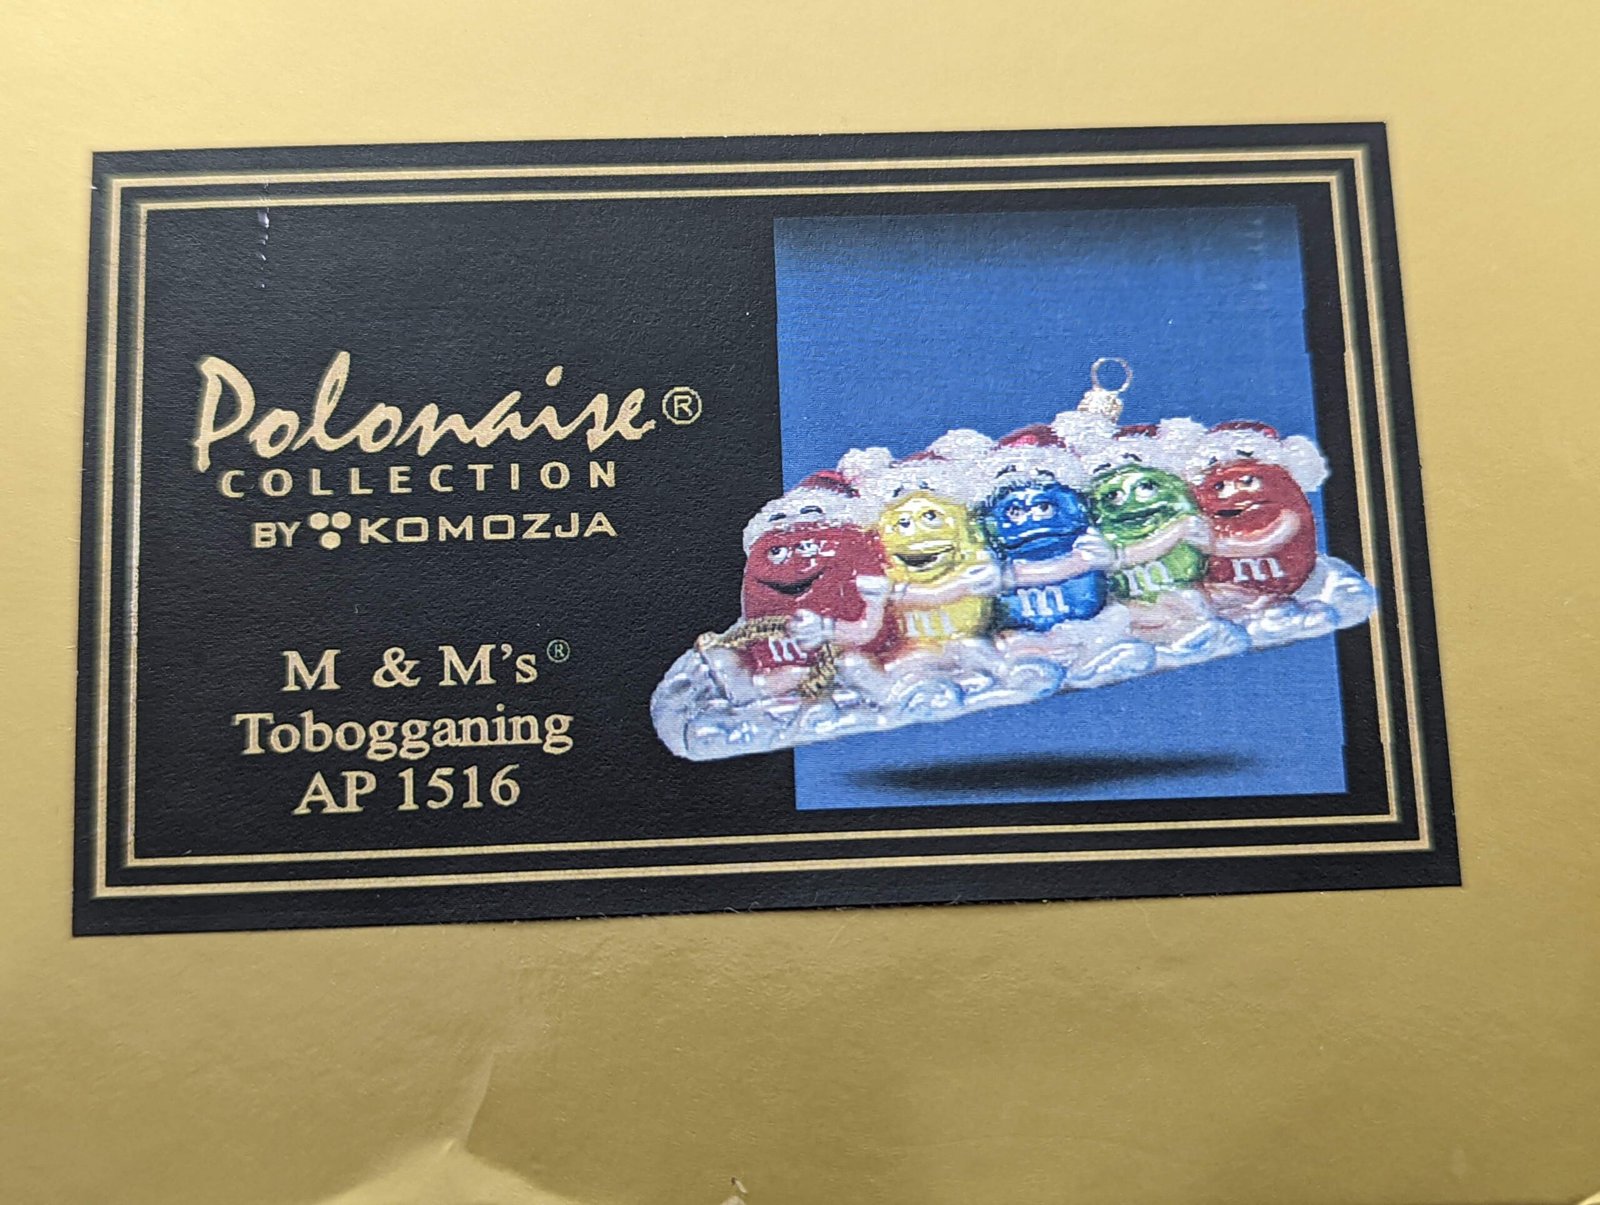 Polonaise®
COLLECTION
BY KOMOZJA
M & M's®
Tobogganing
AP 1516
m
m
m
m
m